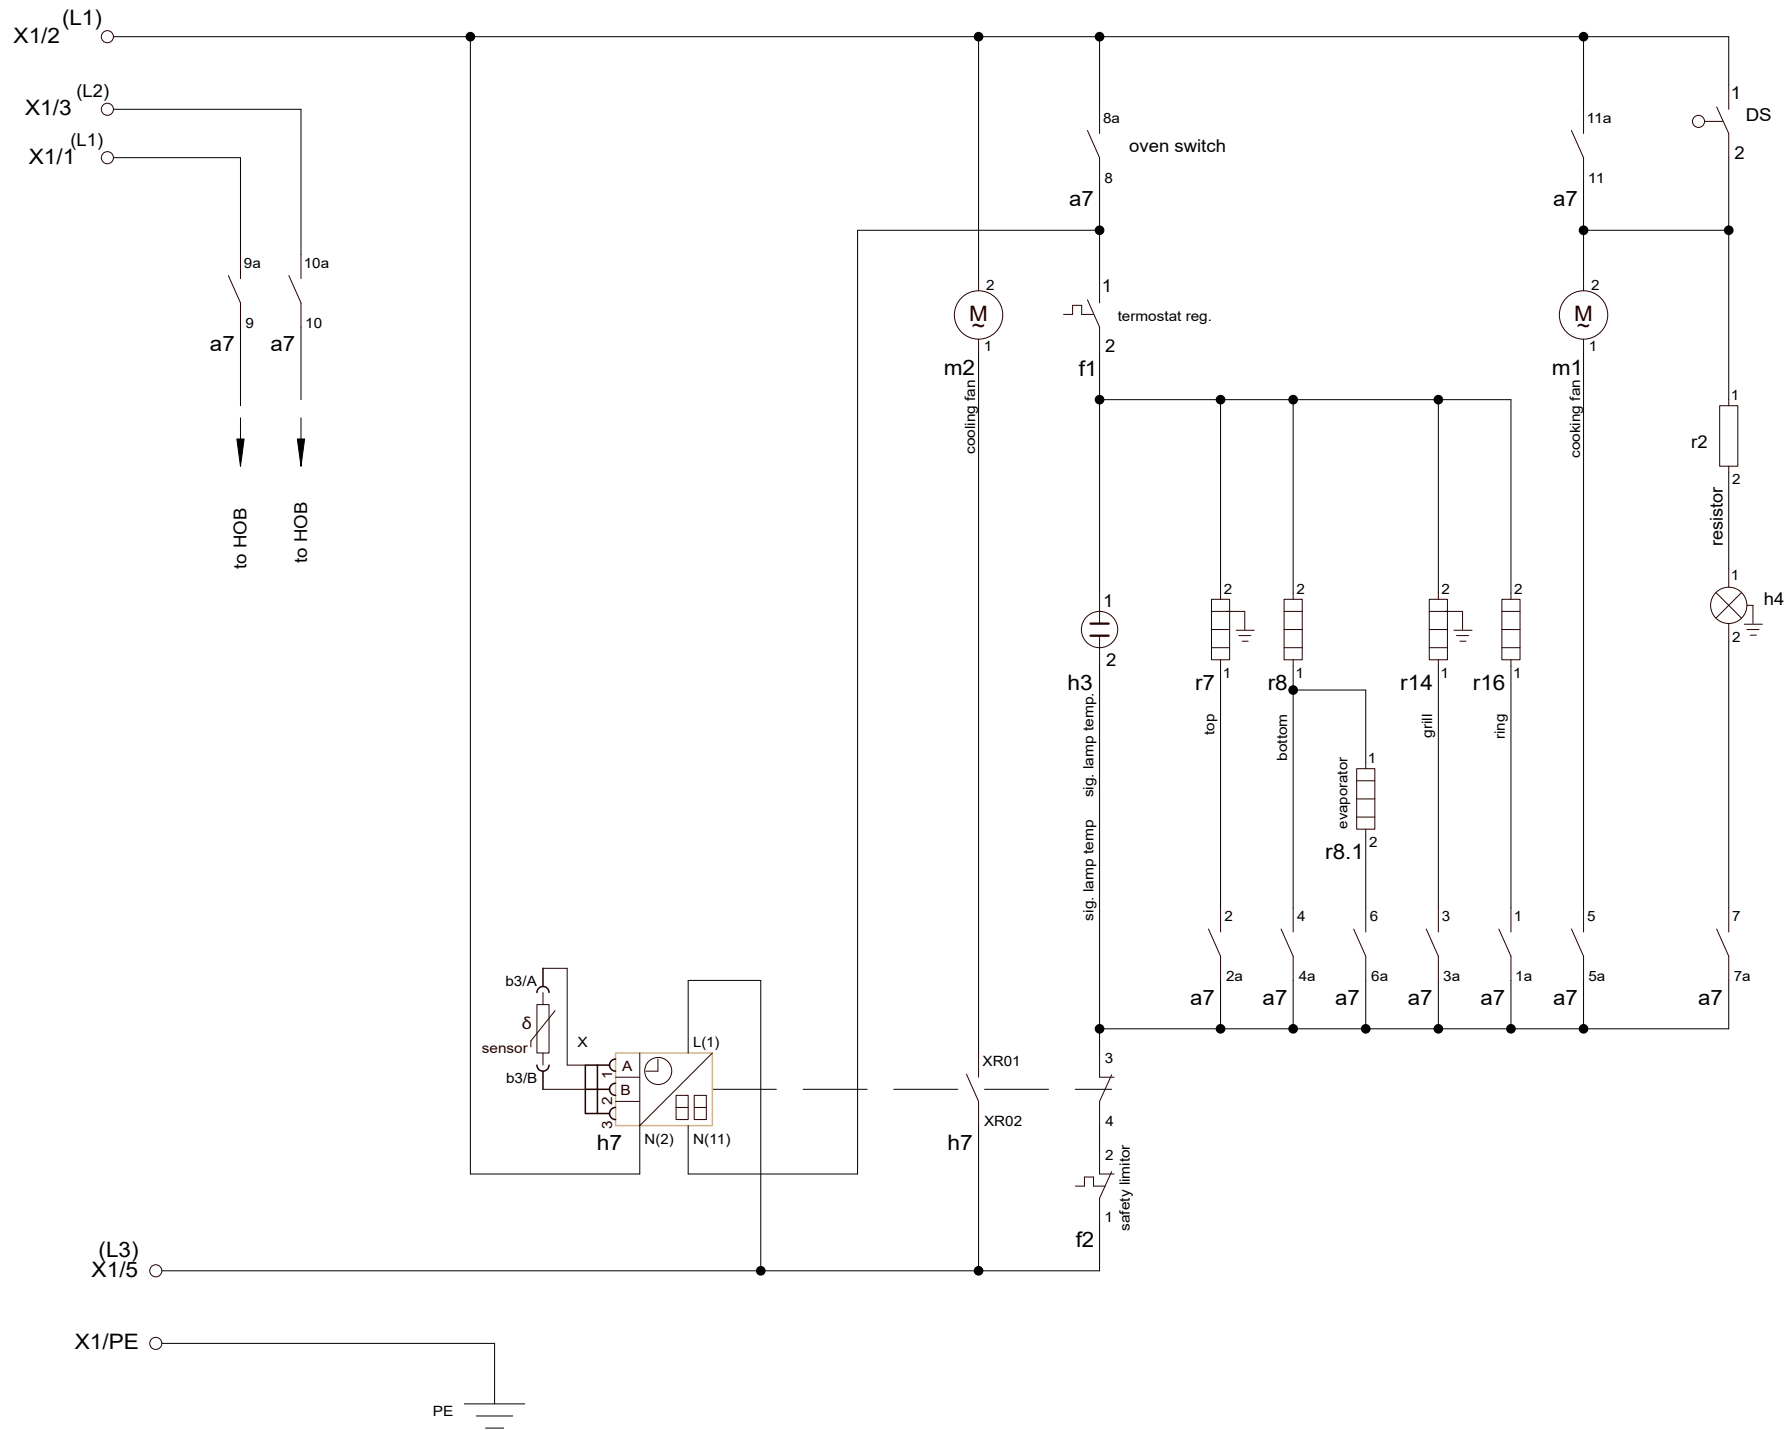 X1/2 (L1)
X1/3 (L2)
X1/1 (L1)
9a
10a
9
10
a7
a7
to HOB
to HOB
8a
oven switch
8
a7
11a
11
a7
1
DS
2
2
M
~
1
m2
cooling fan
1
termostat reg.
2
f1
2
M
~
1
m1
cooking fan
1
r2
2
resistor
1
h4
2
1
2
h3
sig. lamp temp.
sig. lamp temp
2
1
r7
top
2
1
r8
bottom
1
evaporator
2
r8.1
2
1
r14
grill
2
1
r16
ring
2
2a
a7
4
4a
a7
6
6a
a7
3
3a
a7
1
1a
a7
5
5a
a7
7
7a
a7
b3/A
δ
sensor
b3/B
X
1
2
3
A
B
L(1)
h7
N(2)
N(11)
XR01
XR02
h7
3
4
2
1
safety limitor
f2
(L3)
X1/5
X1/PE
PE